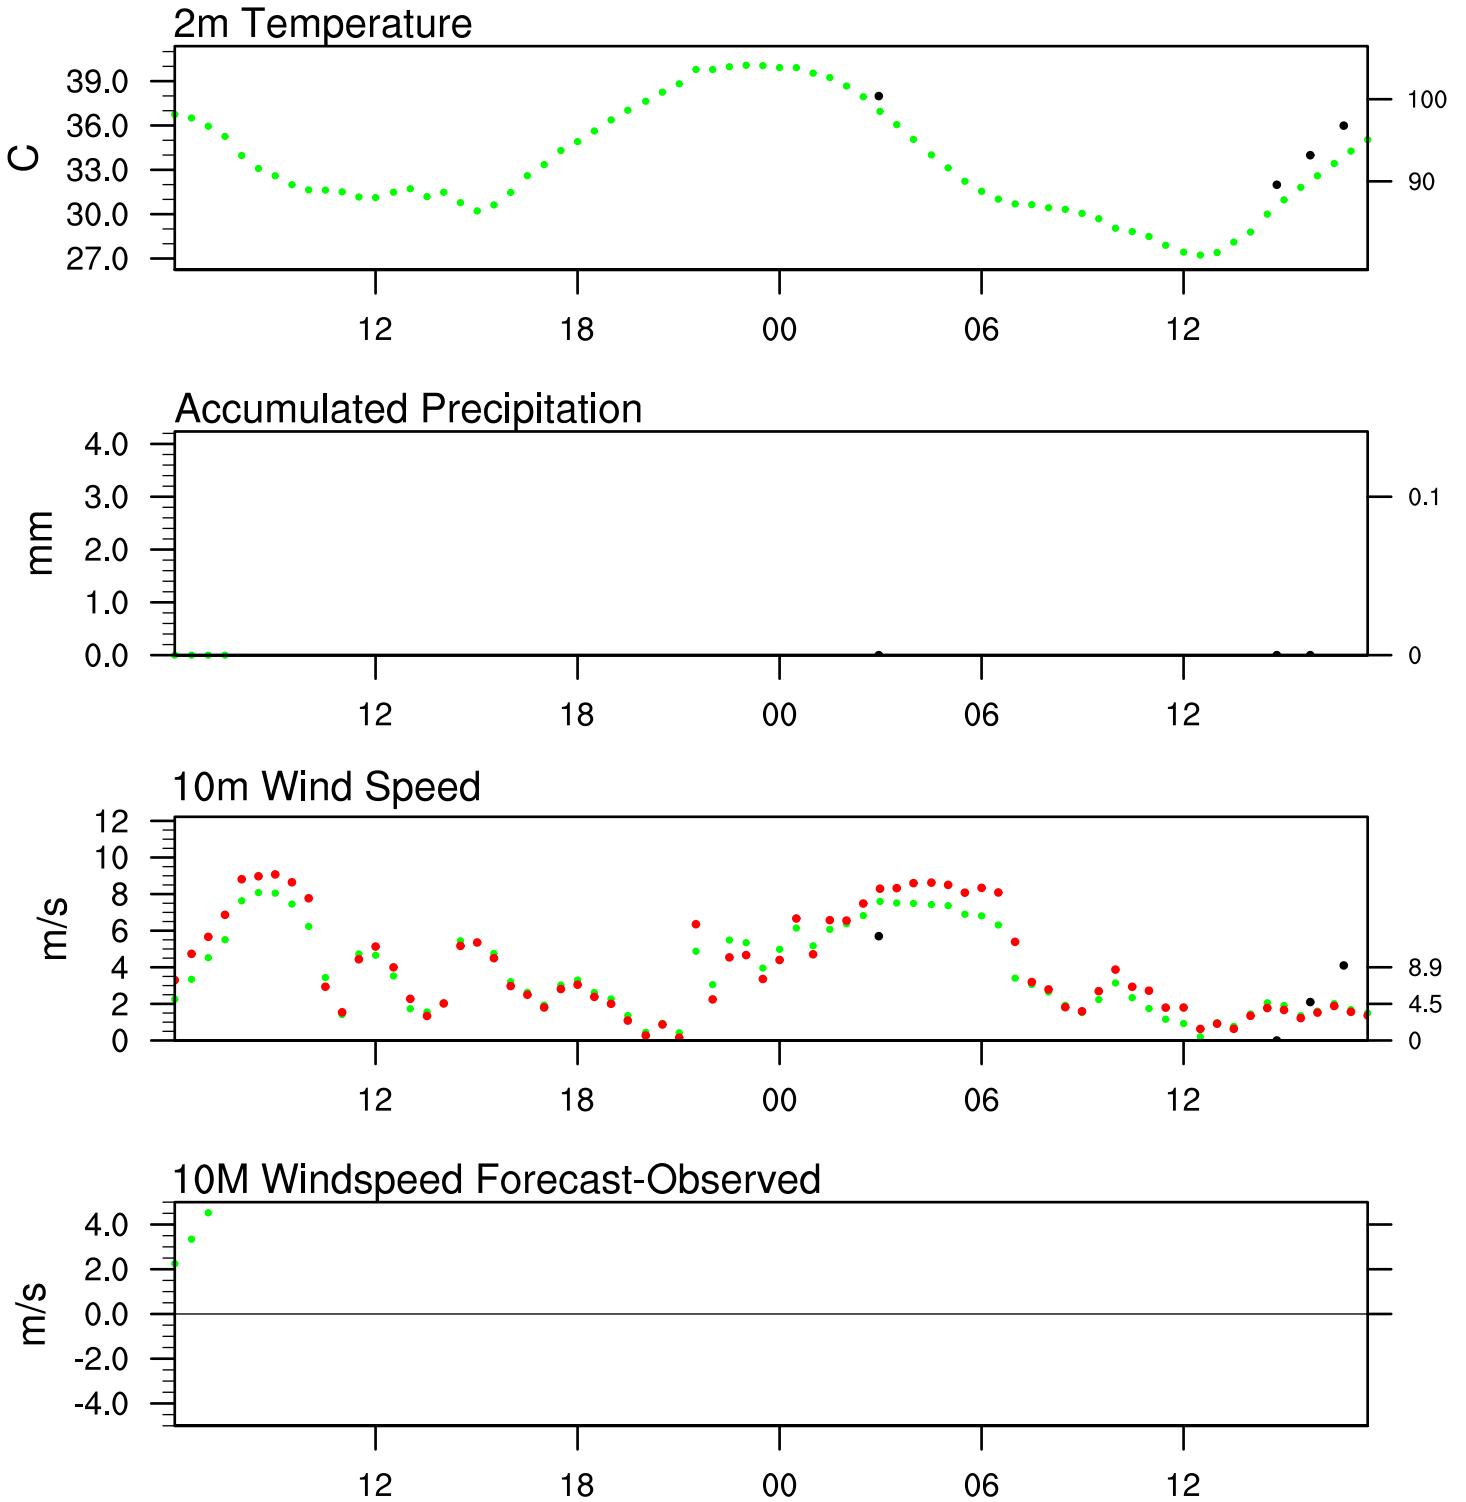 2m Temperature
39.0
36.0
33.0
30.0
27.0
C
100
90
12 18 00 06 12
Accumulated Precipitation
4.0
3.0
2.0
1.0
0.0
mm
0.1
0
12 18 00 06 12
10m Wind Speed
12
10
8
6
4
2
0
m/s
8.9
4.5
0
12 18 00 06 12
10M Windspeed Forecast-Observed
4.0
2.0
0.0
-2.0
-4.0
m/s
12 18 00 06 12